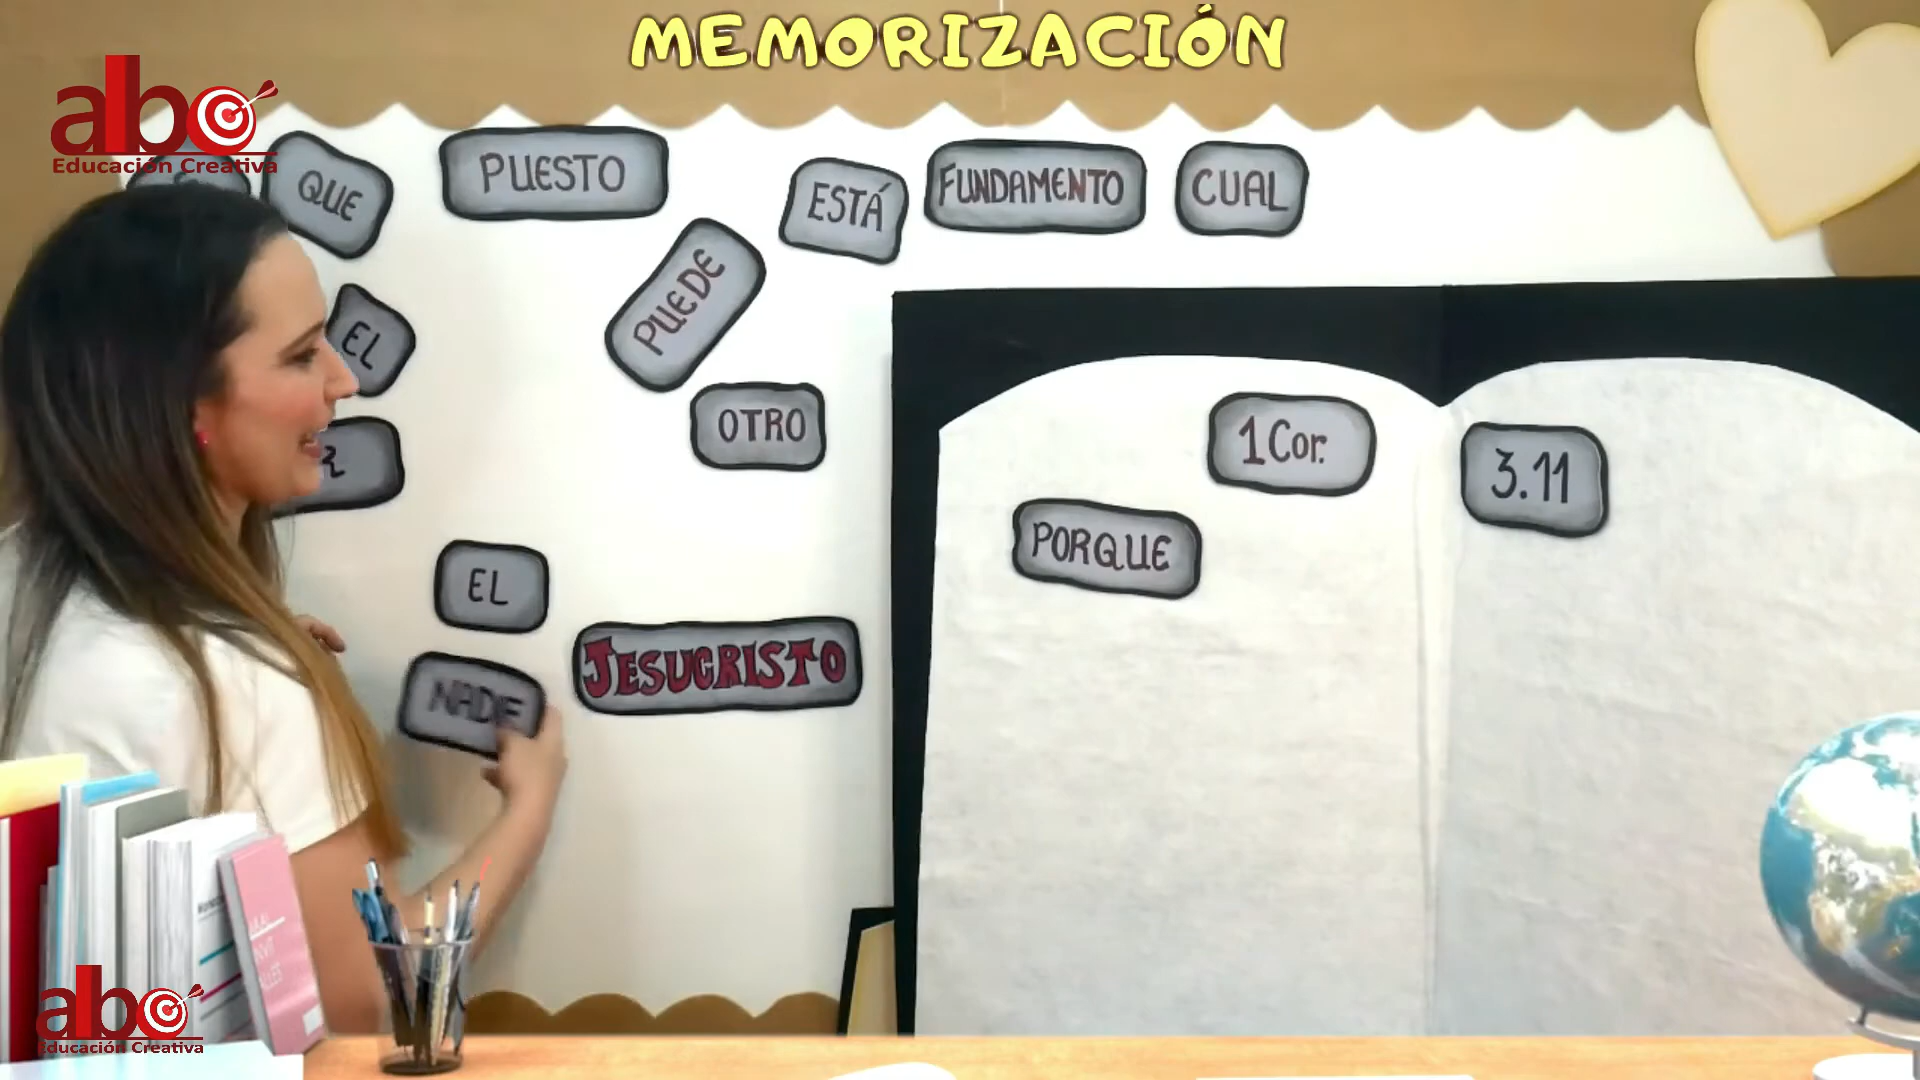 MEMORIZACIÓN
abc
Educación Creativa
QUE
PUESTO
ESTÁ
FUNDAMENTO
CUAL
PUEDE
EL
OTRO
1 Cor.
3.11
PORQUE
EL
JESUCRISTO
NADIE
abc
Educación Creativa